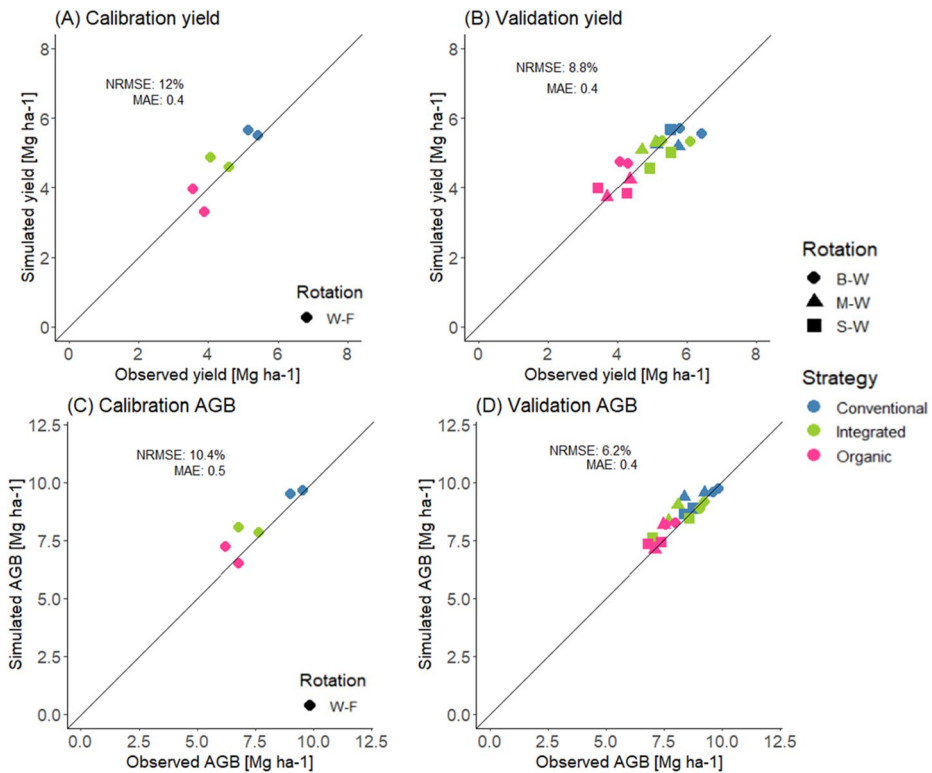 (A) Calibration yield
NRMSE: 12%
MAE: 0.4
8
6
4
2
0
Simulated yield [Mg ha-1]
Rotation
W-F
0 2 4 6 8
Observed yield [Mg ha-1]
(B) Validation yield
NRMSE: 8.8%
MAE: 0.4
8
6
4
2
0
Simulated yield [Mg ha-1]
0 2 4 6 8
Observed yield [Mg ha-1]
Rotation
B-W
M-W
S-W
Strategy
Conventional
Integrated
Organic
(C) Calibration AGB
NRMSE: 10.4%
MAE: 0.5
12.5
10.0
7.5
5.0
2.5
0.0
Simulated AGB [Mg ha-1]
Rotation
W-F
0.0 2.5 5.0 7.5 10.0 12.5
Observed AGB [Mg ha-1]
(D) Validation AGB
NRMSE: 6.2%
MAE: 0.4
12.5
10.0
7.5
5.0
2.5
0.0
Simulated AGB [Mg ha-1]
0.0 2.5 5.0 7.5 10.0 12.5
Observed AGB [Mg ha-1]